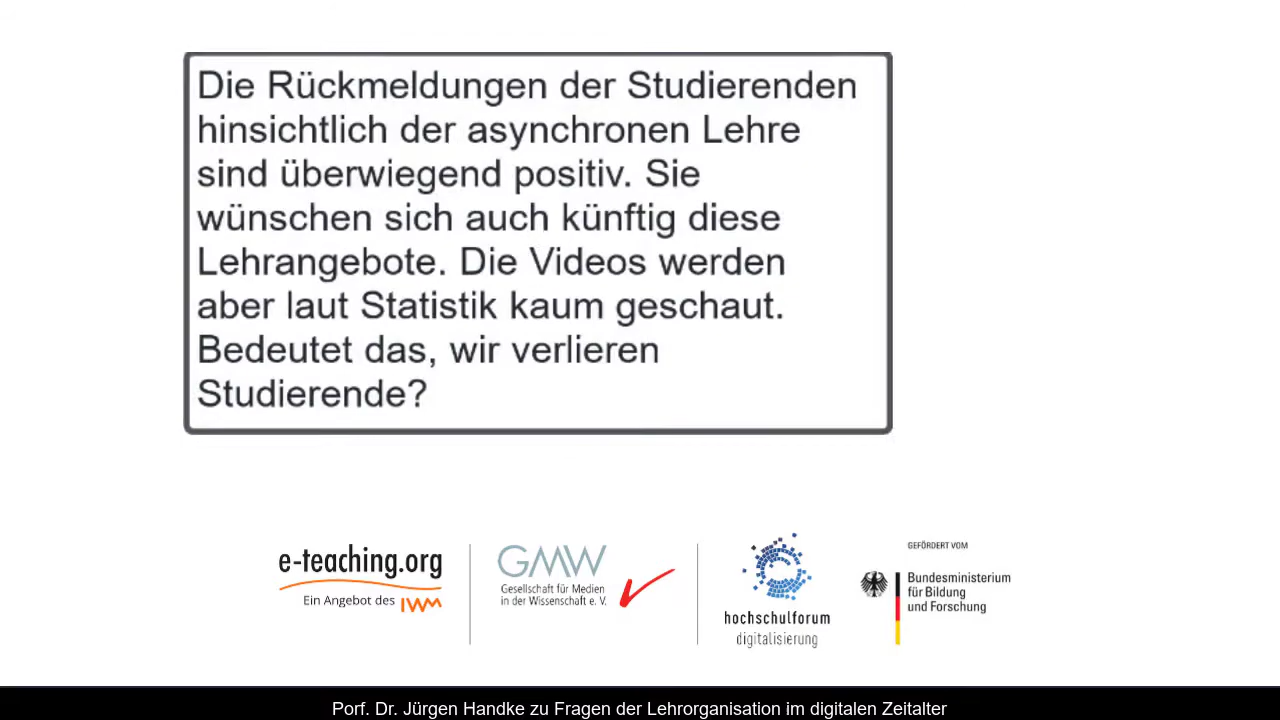 Die Rückmeldungen der Studierenden
hinsichtlich der asynchronen Lehre
sind überwiegend positiv. Sie
wünschen sich auch künftig diese
Lehrangebote. Die Videos werden
aber laut Statistik kaum geschaut.
Bedeutet das, wir verlieren
Studierende?
e-teaching.org
Ein Angebot des IWM
GMW
Gesellschaft für Medien
in der Wissenschaft e. V.
hochschulforum
digitalisierung
GEFÖRDERT VOM
Bundesministerium
für Bildung
und Forschung
Porf. Dr. Jürgen Handke zu Fragen der Lehrorganisation im digitalen Zeitalter